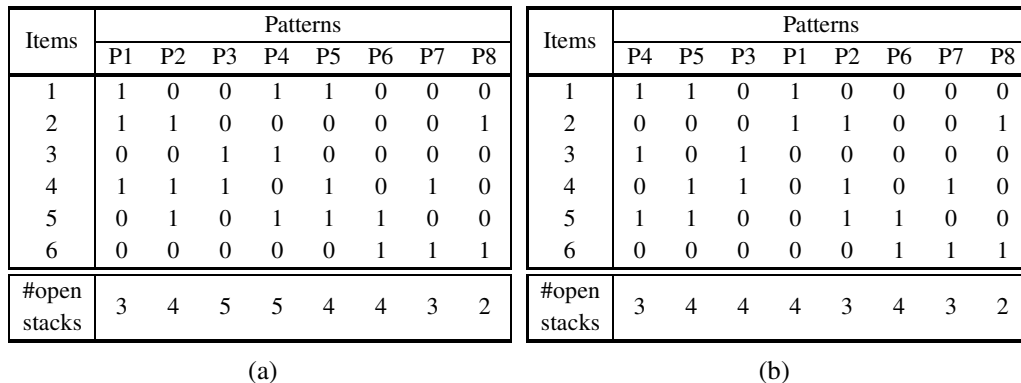 Items Patterns
P1 P2 P3 P4 P5 P6 P7 P8
1 1 0 0 1 1 0 0 0
2 1 1 0 0 0 0 0 1
3 0 0 1 1 0 0 0 0
4 1 1 1 0 1 0 1 0
5 0 1 0 1 1 1 0 0
6 0 0 0 0 0 1 1 1
#open stacks 3 4 5 5 4 4 3 2
(a)
Items Patterns
P4 P5 P3 P1 P2 P6 P7 P8
1 1 1 0 1 0 0 0 0
2 0 0 0 1 1 0 0 1
3 1 0 1 0 0 0 0 0
4 0 1 1 0 1 0 1 0
5 1 1 0 0 1 1 0 0
6 0 0 0 0 0 1 1 1
#open stacks 3 4 4 4 3 4 3 2
(b)